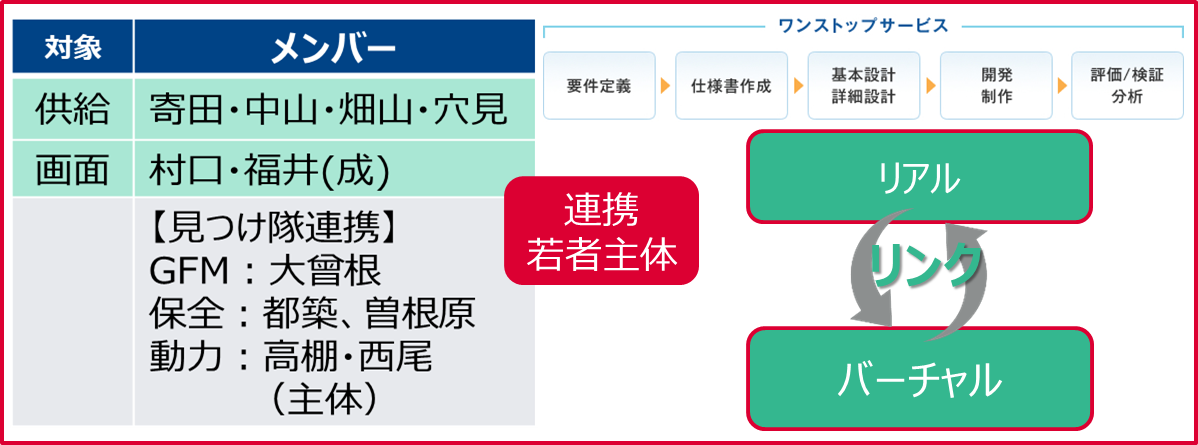 対象 メンバー
供給 寄田・中山・畑山・穴見
画面 村口・福井(成)
【見つけ隊連携】
GFM：大曾根
保全：都築、曽根原
動力：高棚・西尾
（主体）
連携
若者主体
ワンストップサービス
要件定義
仕様書作成
基本設計
詳細設計
開発
制作
評価/検証
分析
リアル
リンク
バーチャル